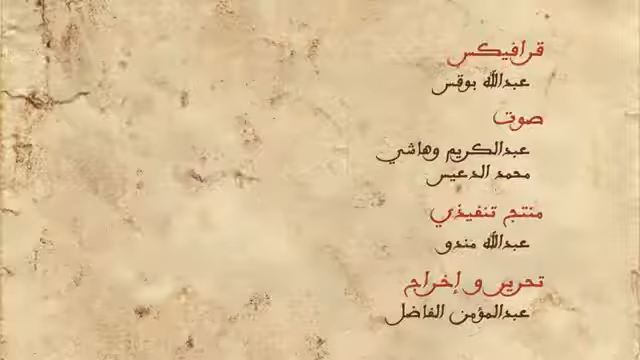 قرافيكس
عبدالله بوقس
صوت
عبدالكريم وهاشي
محمد الدعيس
منتج تنفيذي
عبدالله مندو
تحرير و إخراج
عبدالمؤمن الفاضل